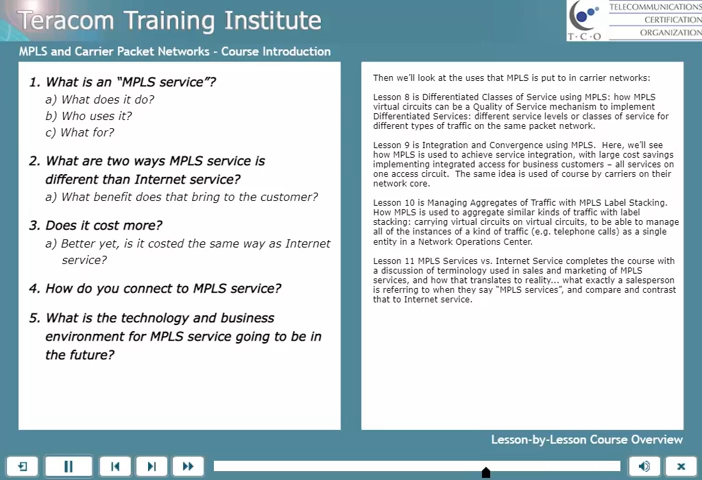 Teracom Training Institute
TELECOMMUNICATIONS
CERTIFICATION
ORGANIZATION
T·C·O
MPLS and Carrier Packet Networks - Course Introduction
1. What is an “MPLS service”?
a) What does it do?
b) Who uses it?
c) What for?
2. What are two ways MPLS service is
different than Internet service?
a) What benefit does that bring to the customer?
3. Does it cost more?
a) Better yet, is it costed the same way as Internet
service?
4. How do you connect to MPLS service?
5. What is the technology and business
environment for MPLS service going to be in
the future?
Then we'll look at the uses that MPLS is put to in carrier networks:
Lesson 8 is Differentiated Classes of Service using MPLS: how MPLS
virtual circuits can be a Quality of Service mechanism to implement
Differentiated Services: different service levels or classes of service for
different types of traffic on the same packet network.
Lesson 9 is Integration and Convergence using MPLS. Here, we'll see
how MPLS is used to achieve service integration, with large cost savings
implementing integrated access for business customers – all services on
one access circuit. The same idea is used of course by carriers on their
network core.
Lesson 10 is Managing Aggregates of Traffic with MPLS Label Stacking.
How MPLS is used to aggregate similar kinds of traffic with label
stacking: carrying virtual circuits on virtual circuits, to be able to manage
all of the instances of a kind of traffic (e.g. telephone calls) as a single
entity in a Network Operations Center.
Lesson 11 MPLS Services vs. Internet Service completes the course with
a discussion of terminology used in sales and marketing of MPLS
services, and how that translates to reality... what exactly a salesperson
is referring to when they say “MPLS services”, and compare and contrast
that to Internet service.
Lesson-by-Lesson Course Overview